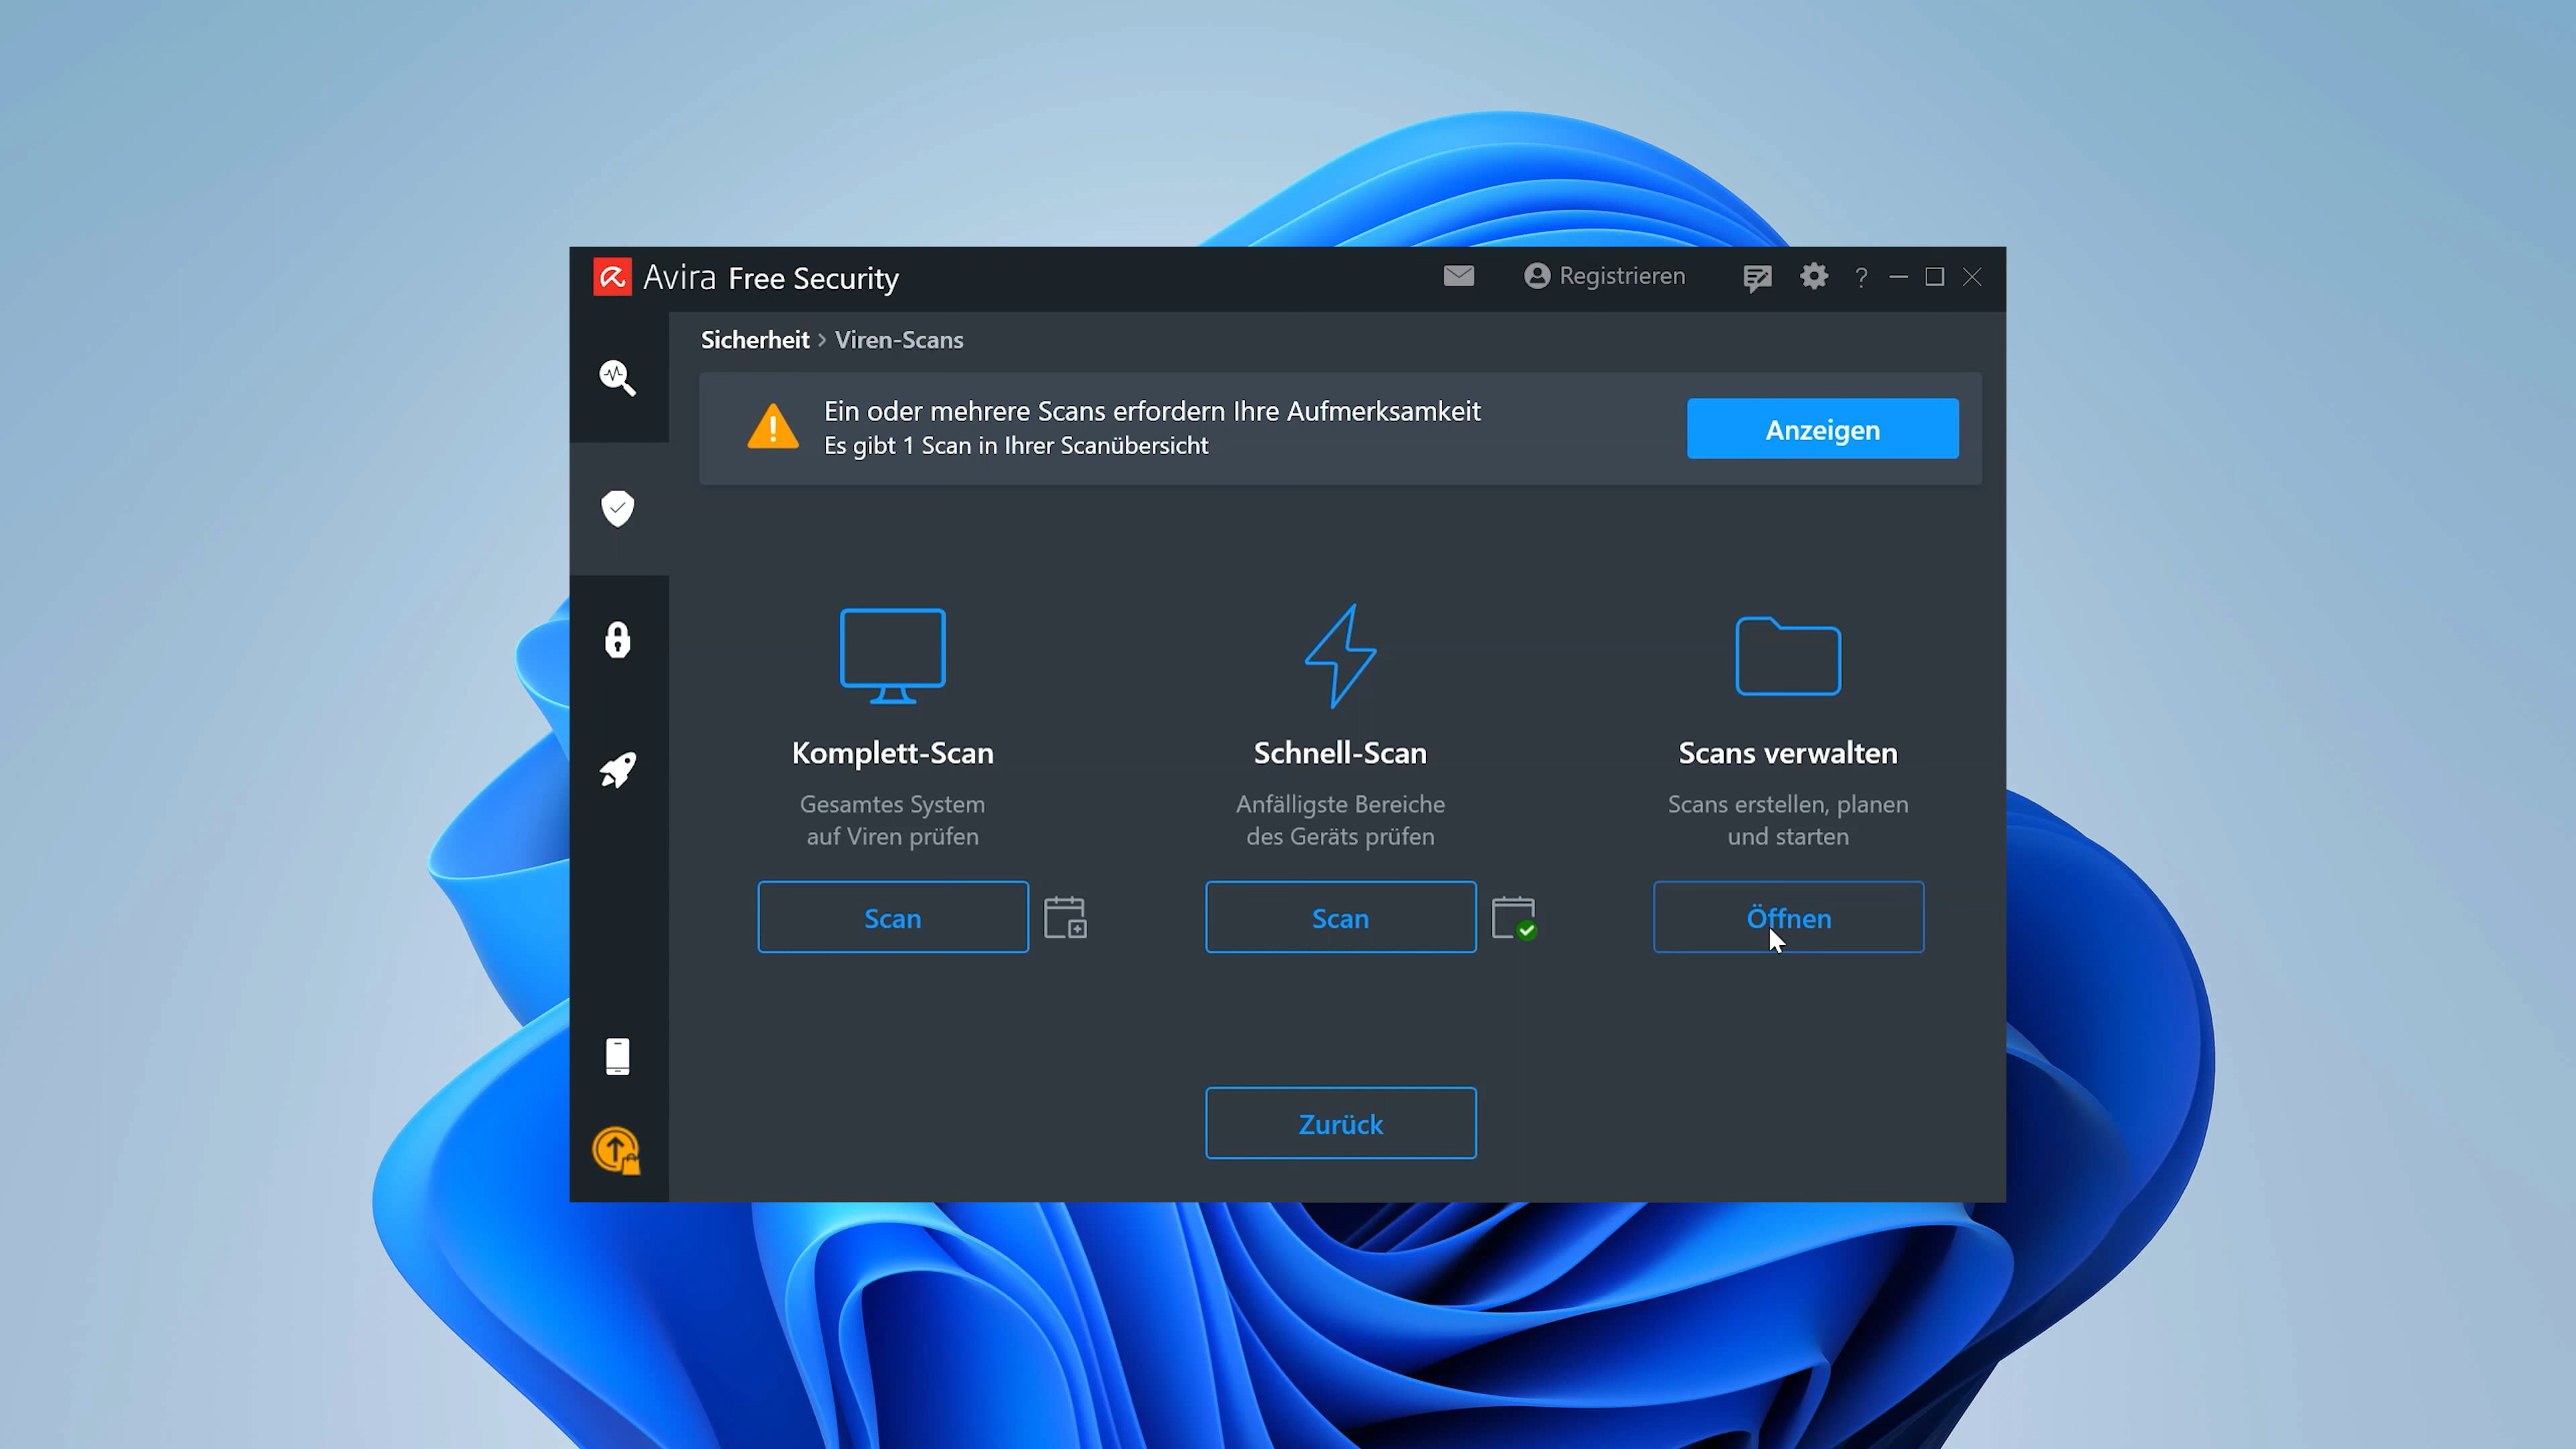 Avira Free Security
Registrieren
?
Sicherheit > Viren-Scans
Ein oder mehrere Scans erfordern Ihre Aufmerksamkeit
Es gibt 1 Scan in Ihrer Scanübersicht
Anzeigen
Komplett-Scan
Gesamtes System
auf Viren prüfen
Scan
Schnell-Scan
Anfälligste Bereiche
des Geräts prüfen
Scan
Scans verwalten
Scans erstellen, planen
und starten
Öffnen
Zurück